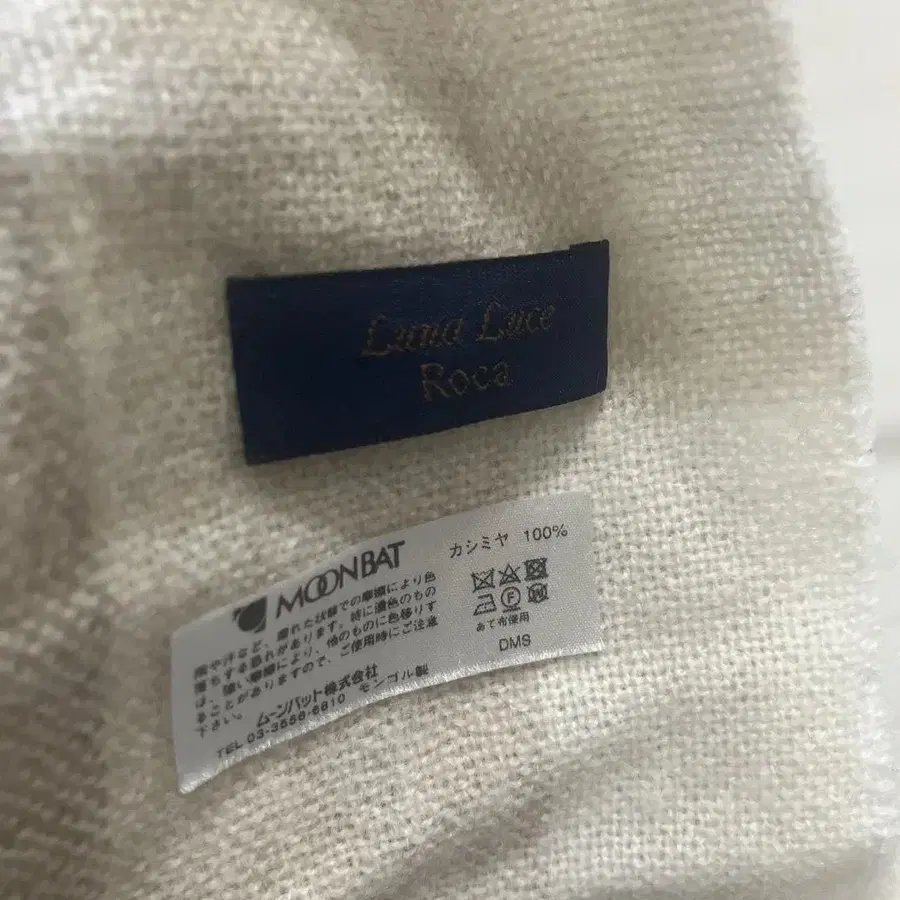 Luna Luce
Roca
MOONBAT
カシミヤ 100%
雨や汗など、濡れた状態での摩擦により色
落ちする恐れがあります。特に濃色のもの
は、強い摩擦により、他のものに色移りす
ることがありますので、ご使用時にご注意
下さい。
ムーンバット株式会社
TEL 03-3556-6810 モンゴル製
F
W
あて布使用
DMS